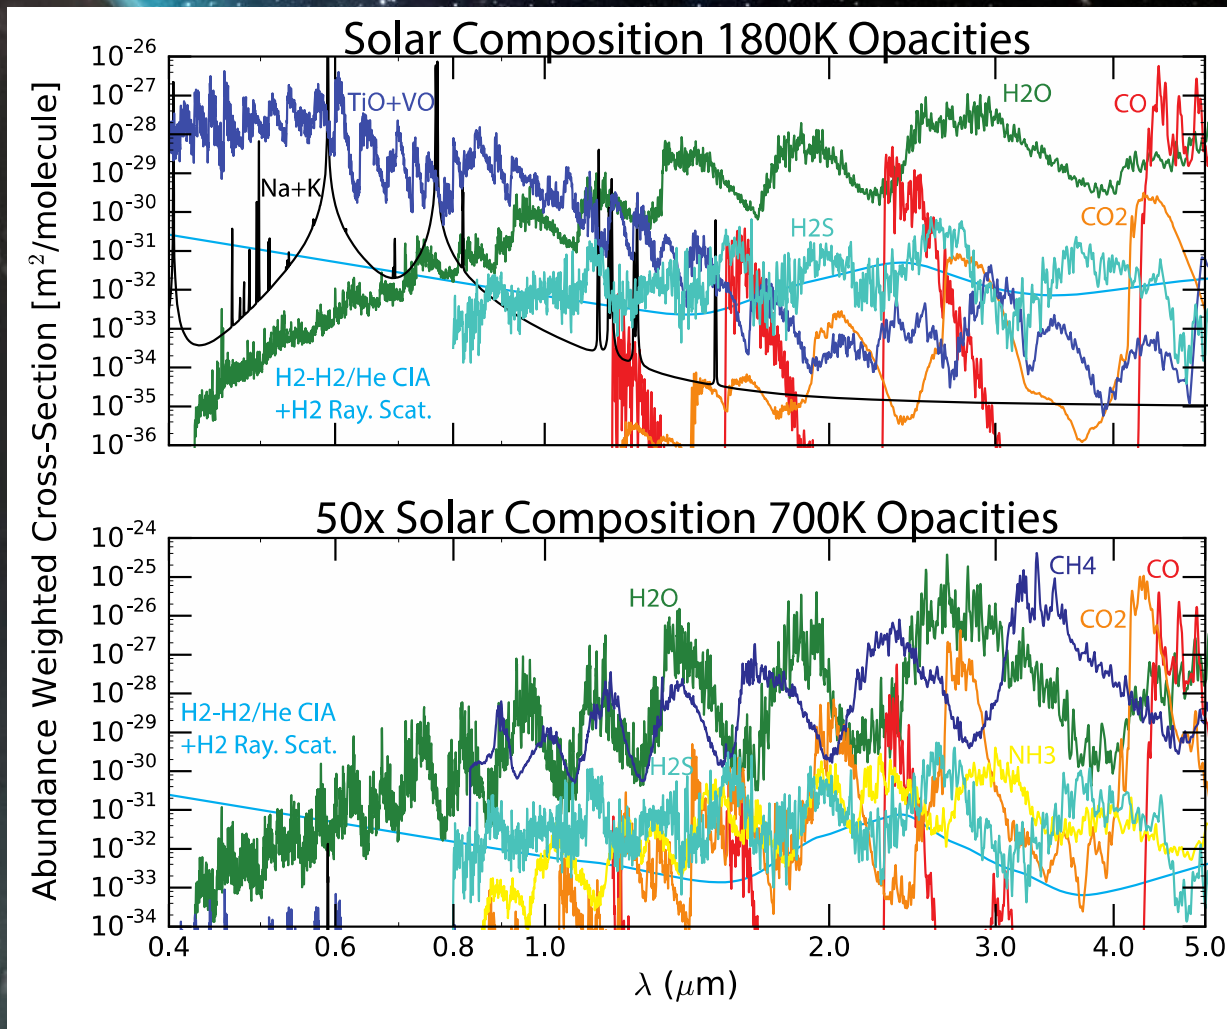 Solar Composition 1800K Opacities
Abundance Weighted Cross-Section [m²/molecule]
10⁻²⁶
10⁻²⁷
10⁻²⁸
10⁻²⁹
10⁻³⁰
10⁻³¹
10⁻³²
10⁻³³
10⁻³⁴
10⁻³⁵
10⁻³⁶
TiO+VO
H2O
CO
Na+K
CO2
H2S
H2-H2/He CIA
+H2 Ray. Scat.
50x Solar Composition 700K Opacities
10⁻²⁴
10⁻²⁵
10⁻²⁶
10⁻²⁷
10⁻²⁸
10⁻²⁹
10⁻³⁰
10⁻³¹
10⁻³²
10⁻³³
10⁻³⁴
CH4
CO
H2O
CO2
H2-H2/He CIA
+H2 Ray. Scat.
H2S
NH3
0.4 0.6 0.8 1.0 2.0 3.0 4.0 5.0
λ (μm)